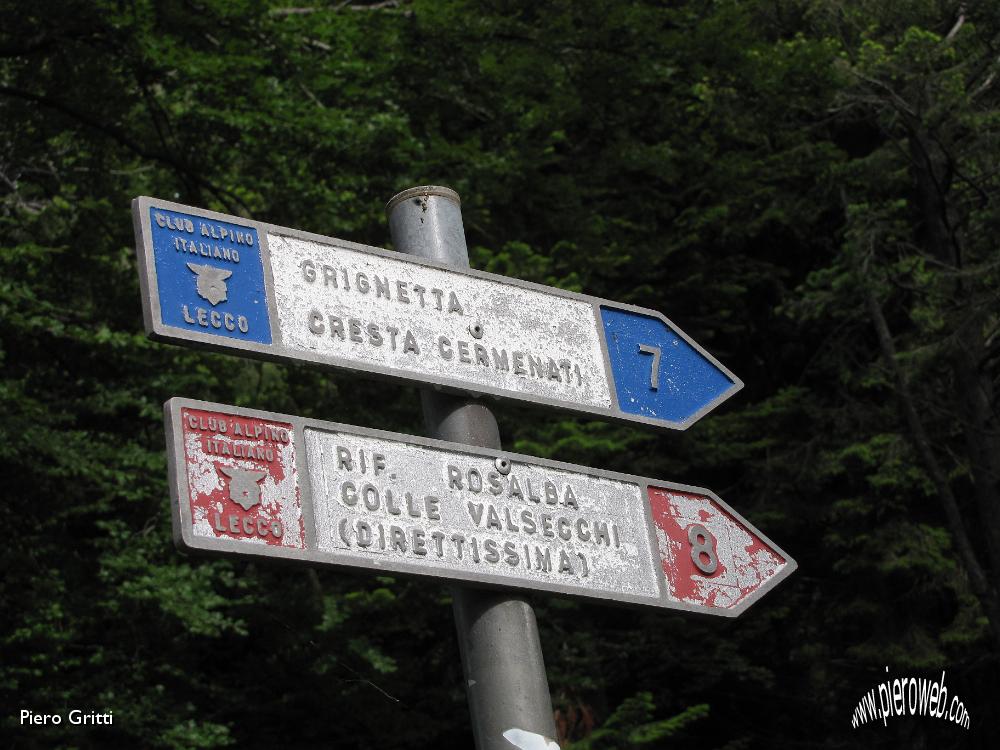 CLUB ALPINO
ITALIANO
LECCO
GRIGNETTA
CRESTA CERMENATI
7
CLUB ALPINO
ITALIANO
LECCO
RIF. ROSALBA
COLLE VALSECCHI
(DIRETTISSIMA)
8
Piero Gritti
www.pieroweb.com